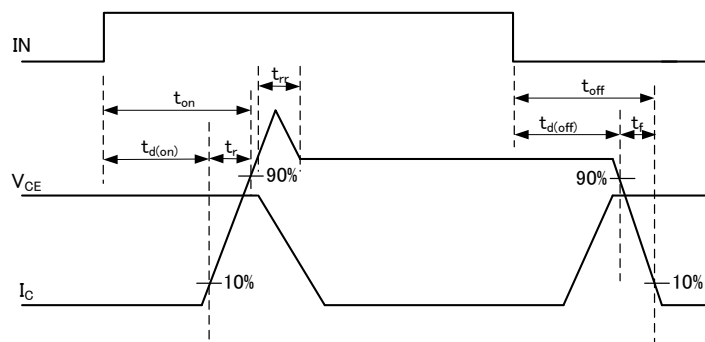 IN
trr
ton
toff
td(on)
tr
td(off)
tf
VCE
90%
90%
IC
10%
10%